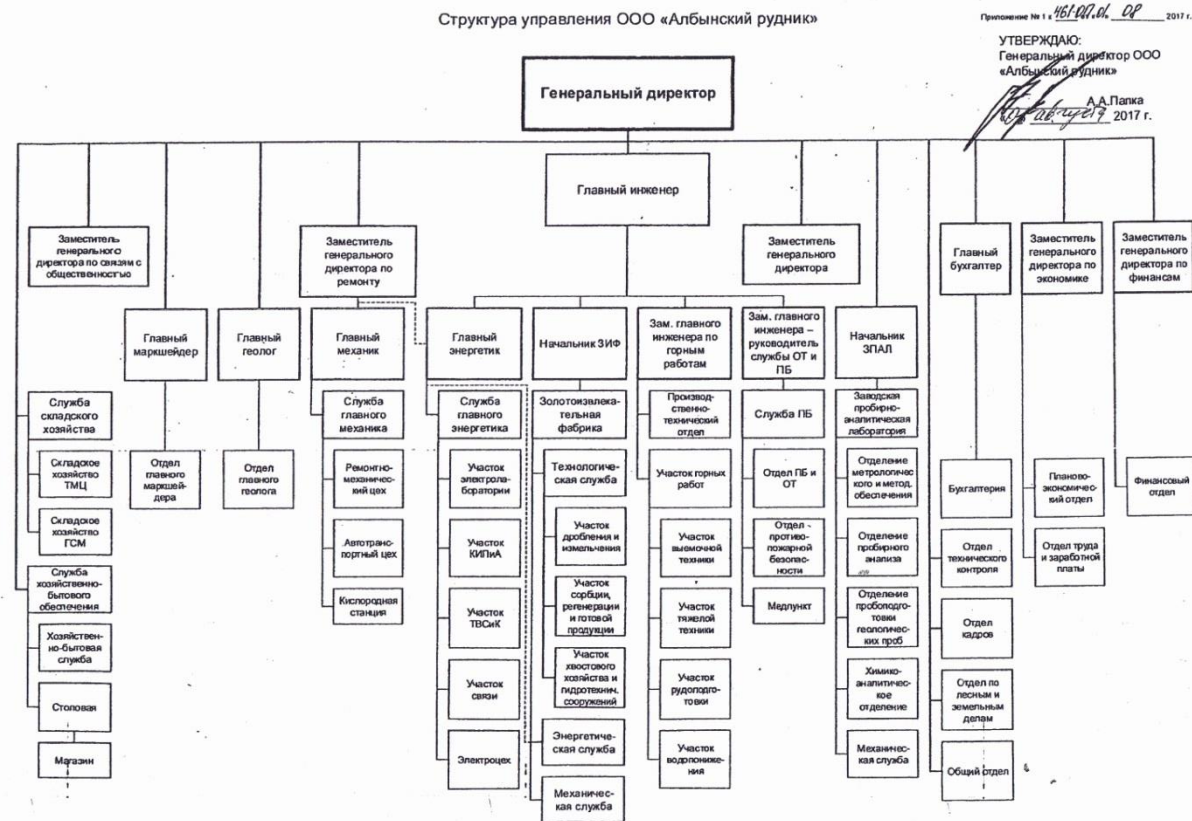 Структура управления ООО «Албынский рудник»
Приложение № 1 к
08
2017 г.
УТВЕРЖДАЮ:
Генеральный директор ООО
«Албынский рудник»
А.А.Папка
августа 2017 г.
Генеральный директор
Главный инженер
Заместитель
генерального
директора по связям с
общественностью
Заместитель
генерального
директора по
ремонту
Заместитель
генерального
директора
Главный
бухгалтер
Заместитель
генерального
директора по
экономике
Заместитель
генерального
директора по
финансам
Главный
маркшейдер
Главный
геолог
Главный
механик
Главный
энергетик
Начальник ЗИФ
Зам. главного
инженера по
горным
работам
Зам. главного
инженера –
руководитель
службы ОТ и
ПБ
Начальник
ЗПАЛ
Служба
складского
хозяйства
Складское
хозяйство
ТМЦ
Складское
хозяйство
ГСМ
Служба
хозяйственно-
бытового
обеспечения
Хозяйствен-
но-бытовая
служба
Столовая
Магазин
Отдел
главного
маркшей-
дера
Отдел
главного
геолога
Служба
главного
механика
Ремонтно-
механичес-
кий цех
Автотранс-
портный цех
Кислородная
станция
Служба
главного
энергетика
Участок
электрола-
боратории
Участок
КИПиА
Участок
ТВСиК
Участок
связи
Электроцех
Золотоизвлека-
тельная
фабрика
Технологиче-
ская служба
Участок
дробления и
измельчения
Участок
сорбции,
регенерации
и готовой
продукции
Участок
хвостового
хозяйства и
гидротехнич.
сооружений
Энергетиче-
ская служба
Механичес-
кая служба
Производ-
ственно-
технический
отдел
Участок горных
работ
Участок
выемочной
техники
Участок
тяжелой
техники
Участок
рудоподго-
товки
Участок
водопониже-
ния
Служба ПБ
Отдел ПБ и
ОТ
Отдел -
противо-
пожарной
безопас-
ности
Медпункт
Заводская
пробирно-
аналитическая
лаборатория
Отделение
метрологичес
кого и метод.
обеспечения
Отделение
пробирного
анализа
Отделение
пробоподго-
товки
геологичес-
ких проб
Химико-
аналитичес-
кое
отделение
Механичес-
кая служба
Бухгалтерия
Отдел
технического
контроля
Отдел
кадров
Отдел по
лесным и
земельным
делам
Общий отдел
Планово-
экономичес-
кий отдел
Отдел труда
и заработной
платы
Финансовый
отдел